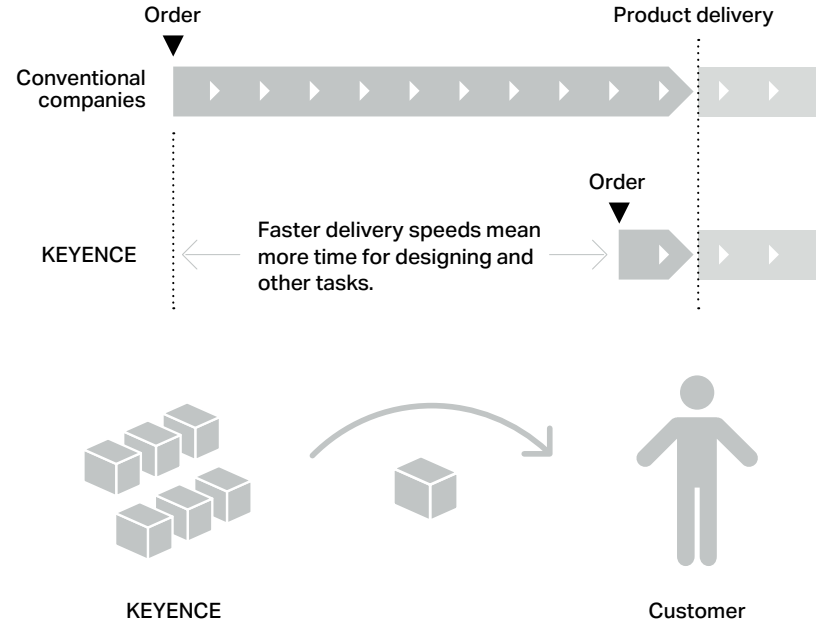 Order
Product delivery
Conventional
companies
Order
KEYENCE
Faster delivery speeds mean
more time for designing and
other tasks.
KEYENCE
Customer